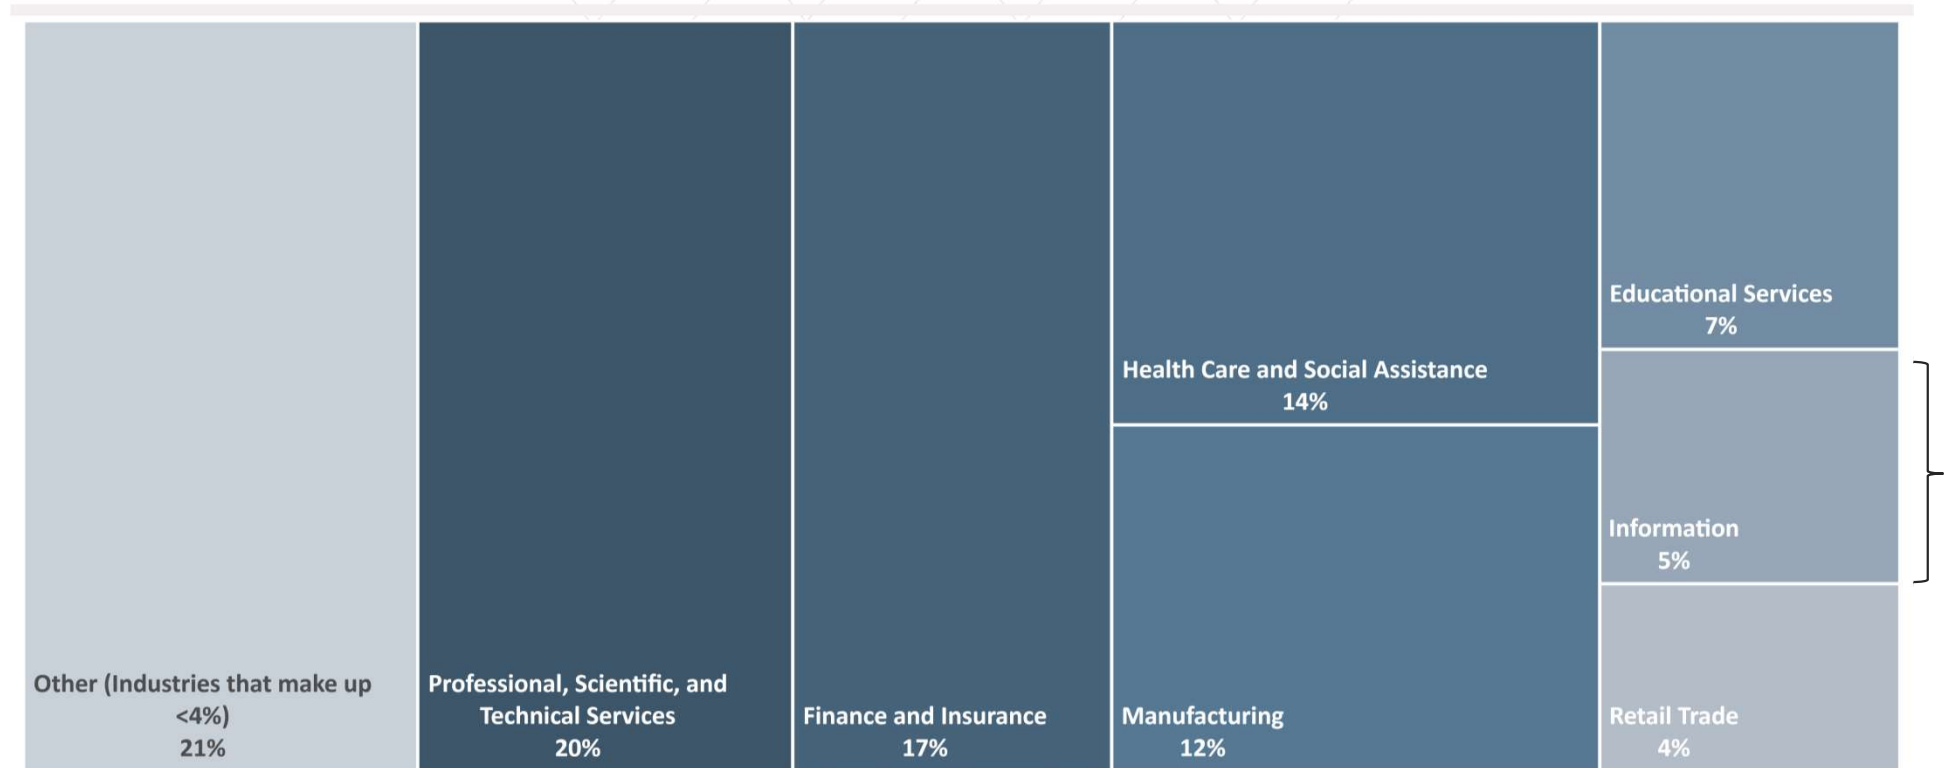 Other (Industries that make up
<4%)
21%
Professional, Scientific, and
Technical Services
20%
Finance and Insurance
17%
Health Care and Social Assistance
14%
Manufacturing
12%
Educational Services
7%
Information
5%
Retail Trade
4%